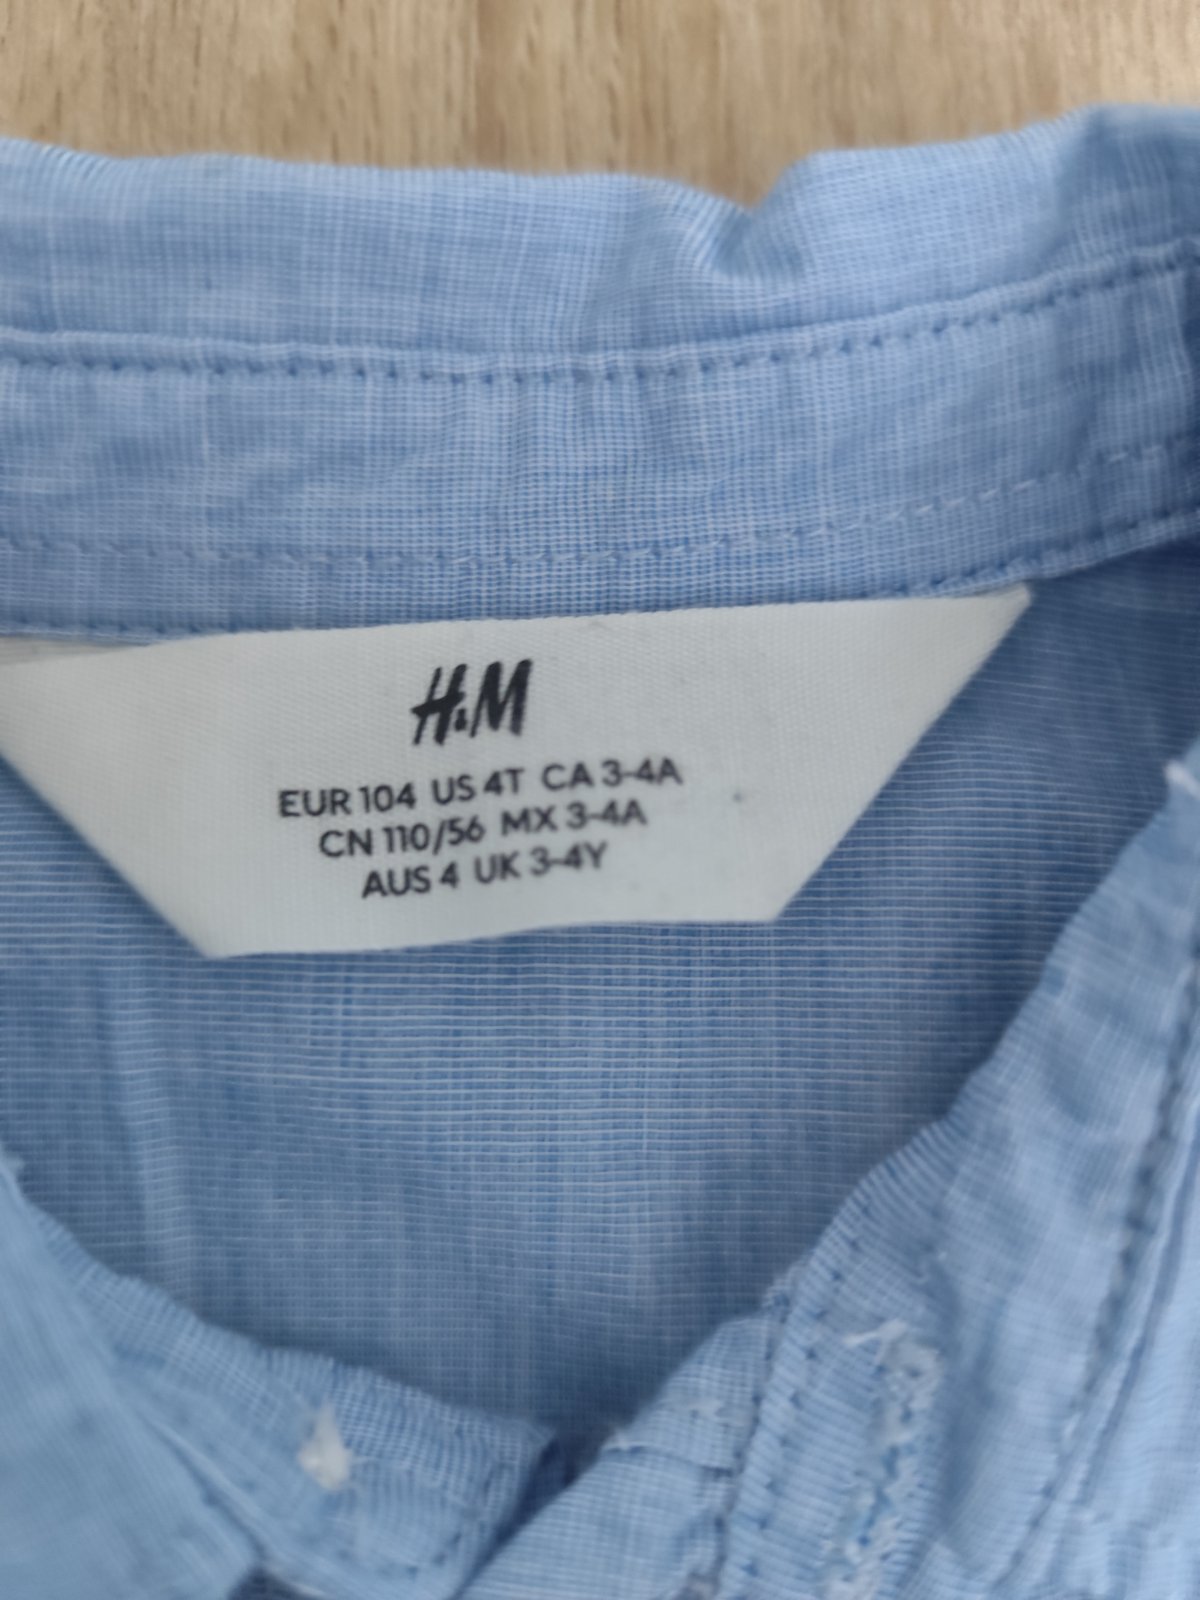 H&M
EUR 104 US 4T CA 3-4A
CN 110/56 MX 3-4A
AUS 4 UK 3-4Y